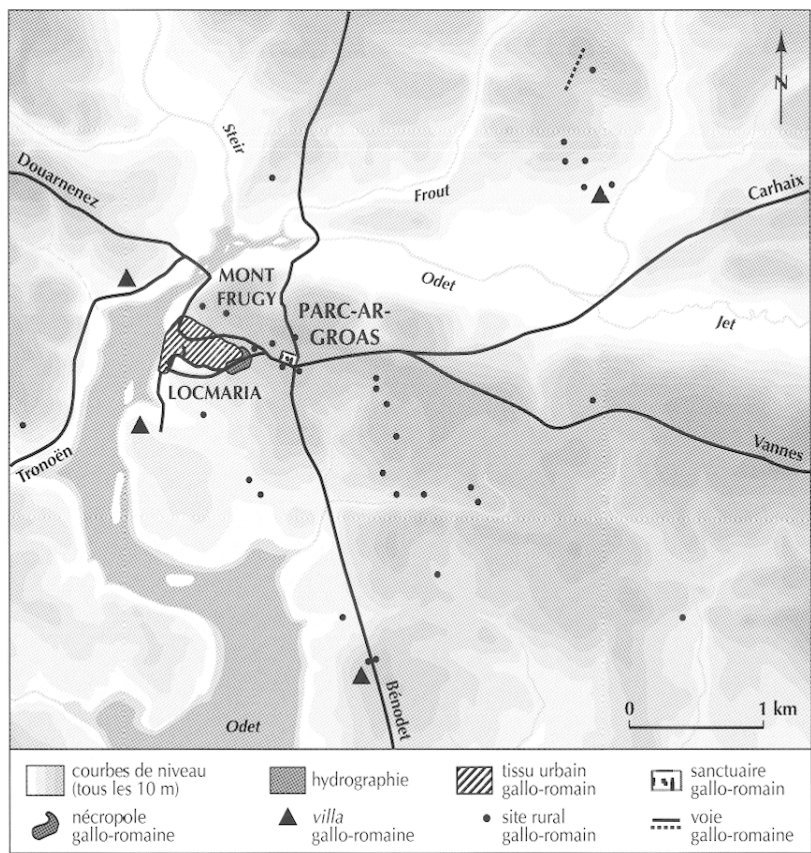 N
Steir
Douarnenez
Frout
Carhaix
MONT
FRUGY
Odet
PARC-AR-
GROAS
Jet
LOCMARIA
Tronoën
Vannes
Bénodet
0 1 km
Odet
courbes de niveau
(tous les 10 m)
hydrographie
tissu urbain
gallo-romain
sanctuaire
gallo-romain
nécropole
gallo-romaine
villa
gallo-romaine
site rural
gallo-romain
voie
gallo-romaine